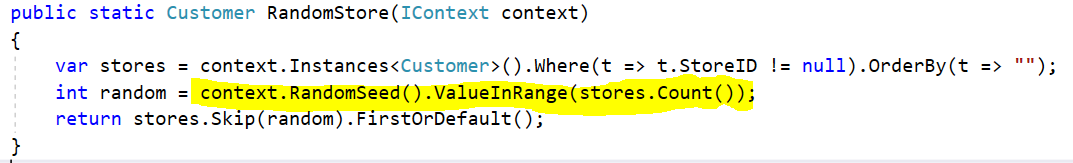 public static Customer RandomStore(IContext context)
{
var stores = context.Instances<Customer>().Where(t => t.StoreID != null).OrderBy(t => "");
int random = context.RandomSeed().ValueInRange(stores.Count());
return stores.Skip(random).FirstOrDefault();
}